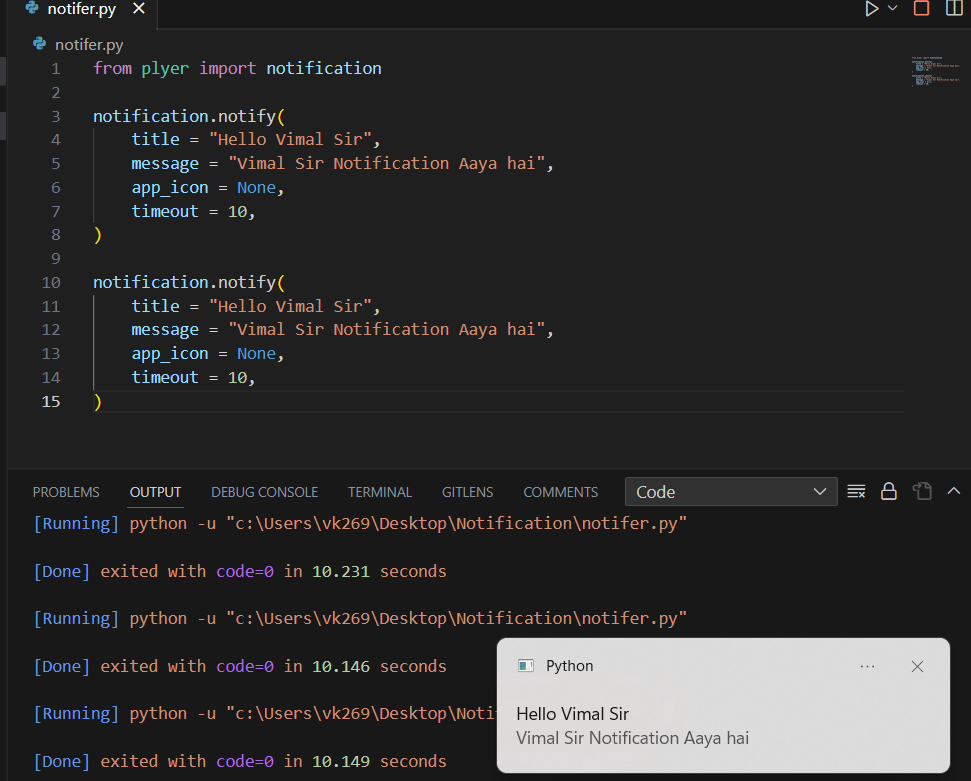 notifer.py
notifer.py
1 from plyer import notification
2
3 notification.notify(
4 title = "Hello Vimal Sir",
5 message = "Vimal Sir Notification Aaya hai",
6 app_icon = None,
7 timeout = 10,
8 )
9
10 notification.notify(
11 title = "Hello Vimal Sir",
12 message = "Vimal Sir Notification Aaya hai",
13 app_icon = None,
14 timeout = 10,
15 )
PROBLEMS OUTPUT DEBUG CONSOLE TERMINAL GITLENS COMMENTS Code
[Running] python -u "c:\Users\vk269\Desktop\Notification\notifer.py"
[Done] exited with code=0 in 10.231 seconds
[Running] python -u "c:\Users\vk269\Desktop\Notification\notifer.py"
[Done] exited with code=0 in 10.146 seconds
[Running] python -u "c:\Users\vk269\Desktop\Noti
[Done] exited with code=0 in 10.149 seconds
Python
Hello Vimal Sir
Vimal Sir Notification Aaya hai